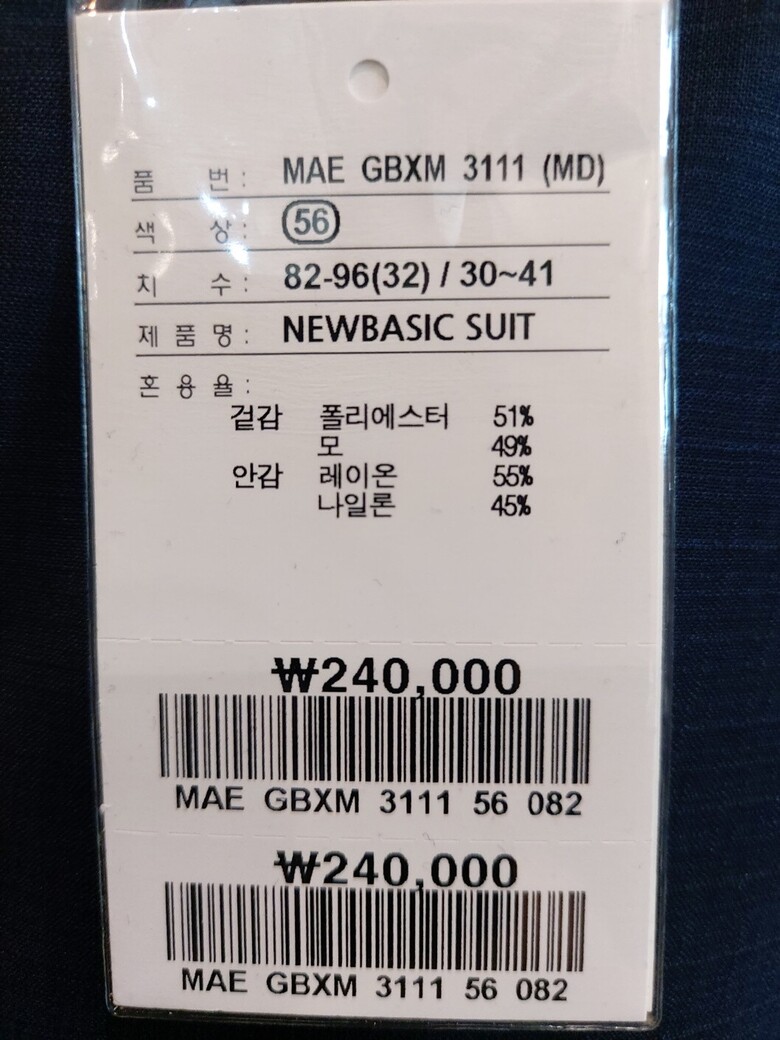 품 번 : MAE GBXM 3111 (MD)
색 상 : 56
치 수 : 82-96(32) / 30~41
제 품 명 : NEWBASIC SUIT
혼 용 율 :
겉감 폴리에스터 51%
모 49%
안감 레이온 55%
나일론 45%
₩240,000
MAE GBXM 3111 56 082
₩240,000
MAE GBXM 3111 56 082